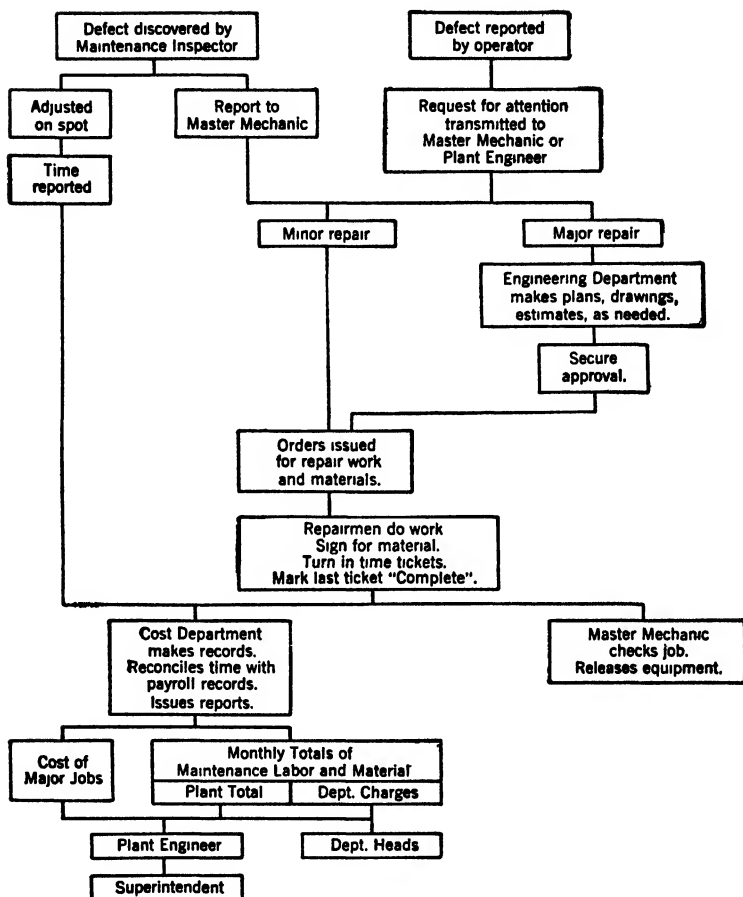 Defect discovered by
Maintenance Inspector
Defect reported
by operator
Adjusted
on spot
Report to
Master Mechanic
Request for attention
transmitted to
Master Mechanic or
Plant Engineer
Time
reported
Minor repair
Major repair
Engineering Department
makes plans, drawings,
estimates, as needed.
Secure
approval.
Orders issued
for repair work
and materials.
Repairmen do work
Sign for material.
Turn in time tickets.
Mark last ticket “Complete”.
Cost Department
makes records.
Reconciles time with
payroll records.
Issues reports.
Master Mechanic
checks job.
Releases equipment.
Cost of
Major Jobs
Monthly Totals of
Maintenance Labor and Material
Plant Total
Dept. Charges
Plant Engineer
Dept. Heads
Superintendent